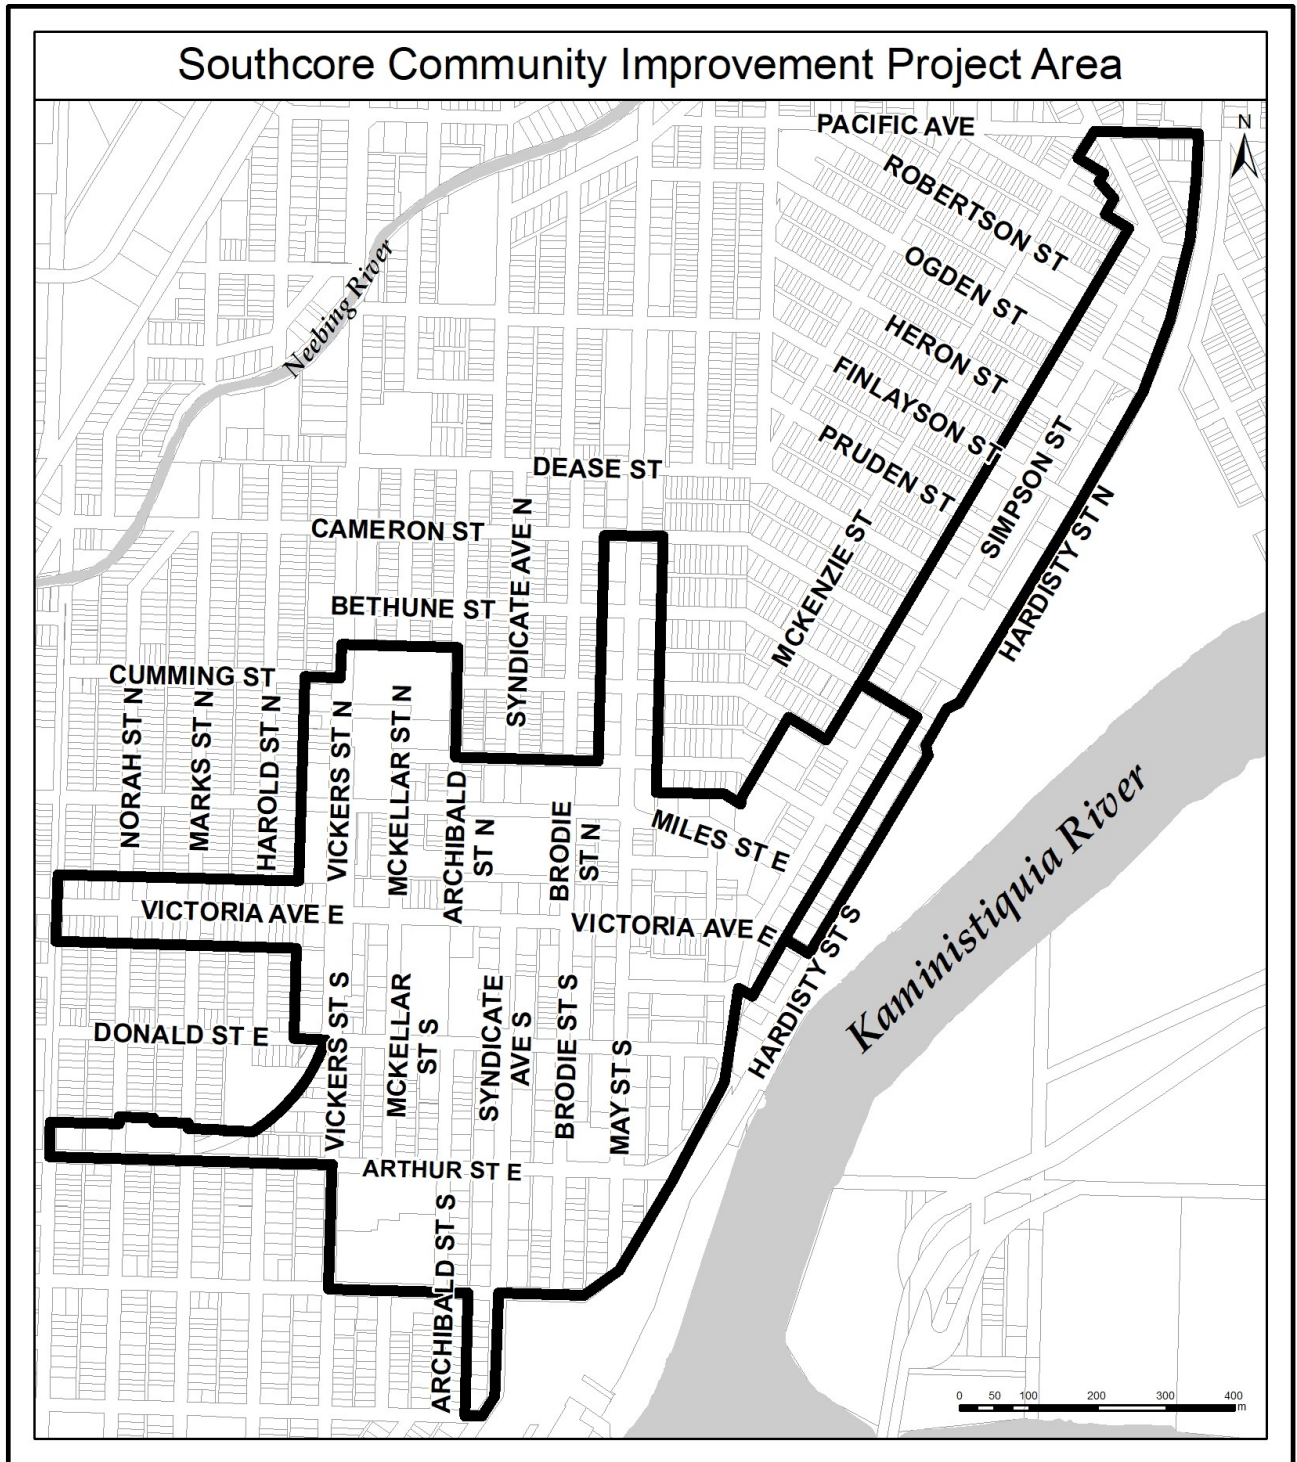 Southcore Community Improvement Project Area
PACIFIC AVE
N
ROBERTSON ST
OGDEN ST
Neebing River
HERON ST
FINLAYSON ST
PRUDEN ST
SIMPSON ST
DEASE ST
HARDISTY ST N
CAMERON ST
SYNDICATE AVE N
MCKENZIE ST
BETHUNE ST
CUMMING ST
NORAH ST N
MARKS ST N
HAROLD ST N
VICKERS ST N
MCKELLAR ST N
ARCHIBALD
ST N
BRODIE
ST N
MILES ST E
Kaministiquia River
VICTORIA AVE E
VICTORIA AVE E
HARDISTY ST S
DONALD ST E
VICKERS ST S
MCKELLAR
ST S
SYNDICATE
AVE S
BRODIE ST S
MAY ST S
ARTHUR ST E
ARCHIBALD ST S
0 50 100 200 300 400
m